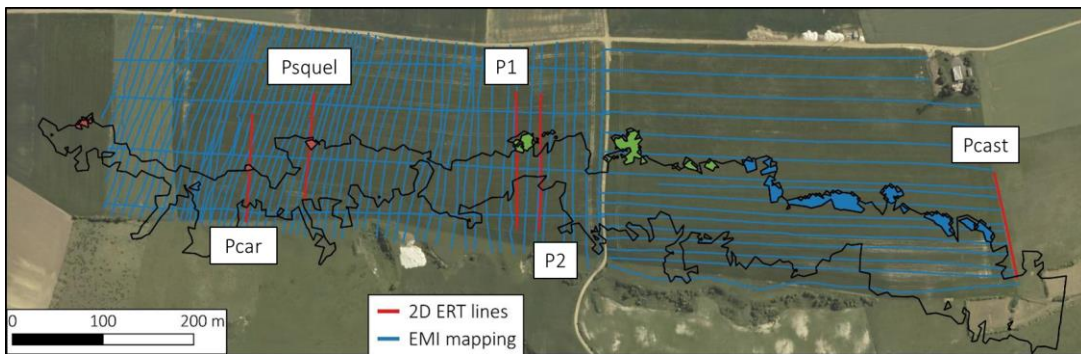 Psquel
P1
Pcast
Pcar
P2
0 100 200 m
2D ERT lines
EMI mapping